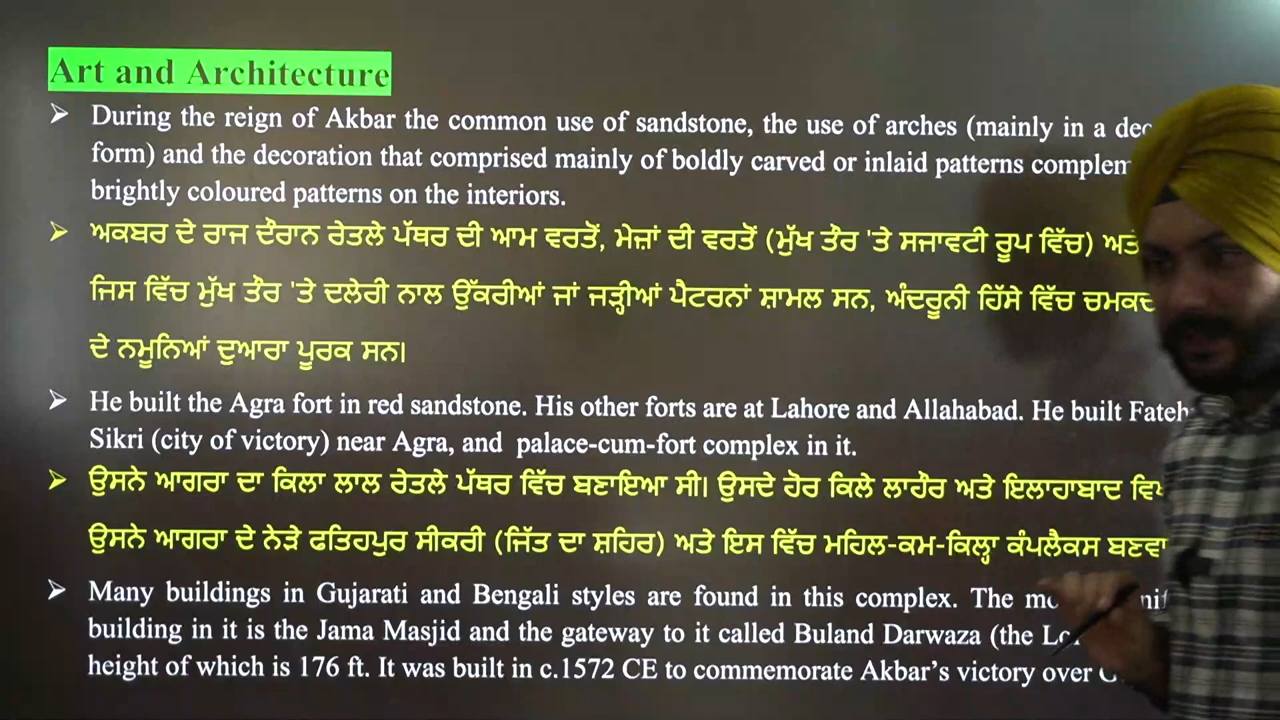 Art and Architecture
During the reign of Akbar the common use of sandstone, the use of arches (mainly in a
form) and the decoration that comprised mainly of boldly carved or inlaid patterns
brightly coloured patterns on the interiors.
ਅਕਬਰ ਦੇ ਰਾਜ ਦੌਰਾਨ ਰੇਤਲੇ ਪੱਥਰ ਦੀ ਆਮ ਵਰਤੋਂ, ਮੇਜ਼ਾਂ ਦੀ ਵਰਤੋਂ (ਮੁੱਖ ਤੌਰ 'ਤੇ ਸਜਾਵਟੀ ਰੂਪ ਵਿੱਚ)
ਜਿਸ ਵਿੱਚ ਮੁੱਖ ਤੌਰ 'ਤੇ ਦਲੇਰੀ ਨਾਲ ਉੱਕਰੀਆਂ ਜਾਂ ਜੜ੍ਹੀਆਂ ਪੈਟਰਨਾਂ ਸ਼ਾਮਲ ਸਨ, ਅੰਦਰੂਨੀ ਹਿੱਸੇ ਵਿੱਚ
ਦੇ ਨਮੂਨਿਆਂ ਦੁਆਰਾ ਪੂਰਕ ਸਨ।
He built the Agra fort in red sandstone. His other forts are at Lahore and Allahabad. He built
Sikri (city of victory) near Agra, and palace-cum-fort complex in it.
ਉਸਨੇ ਆਗਰਾ ਦਾ ਕਿਲਾ ਲਾਲ ਰੇਤਲੇ ਪੱਥਰ ਵਿੱਚ ਬਣਾਇਆ ਸੀ। ਉਸਦੇ ਹੋਰ ਕਿਲੇ ਲਾਹੌਰ ਅਤੇ ਇਲਾਹਾਬਾਦ
ਉਸਨੇ ਆਗਰਾ ਦੇ ਨੇੜੇ ਫਤਿਹਪੁਰ ਸੀਕਰੀ (ਜਿੱਤ ਦਾ ਸ਼ਹਿਰ) ਅਤੇ ਇਸ ਵਿੱਚ ਮਹਿਲ-ਕਮ-ਕਿਲ੍ਹਾ ਕੰਪਲੈਕਸ
Many buildings in Gujarati and Bengali styles are found in this complex. The
building in it is the Jama Masjid and the gateway to it called Buland Darwaza (the
height of which is 176 ft. It was built in c.1572 CE to commemorate Akbar's victory over